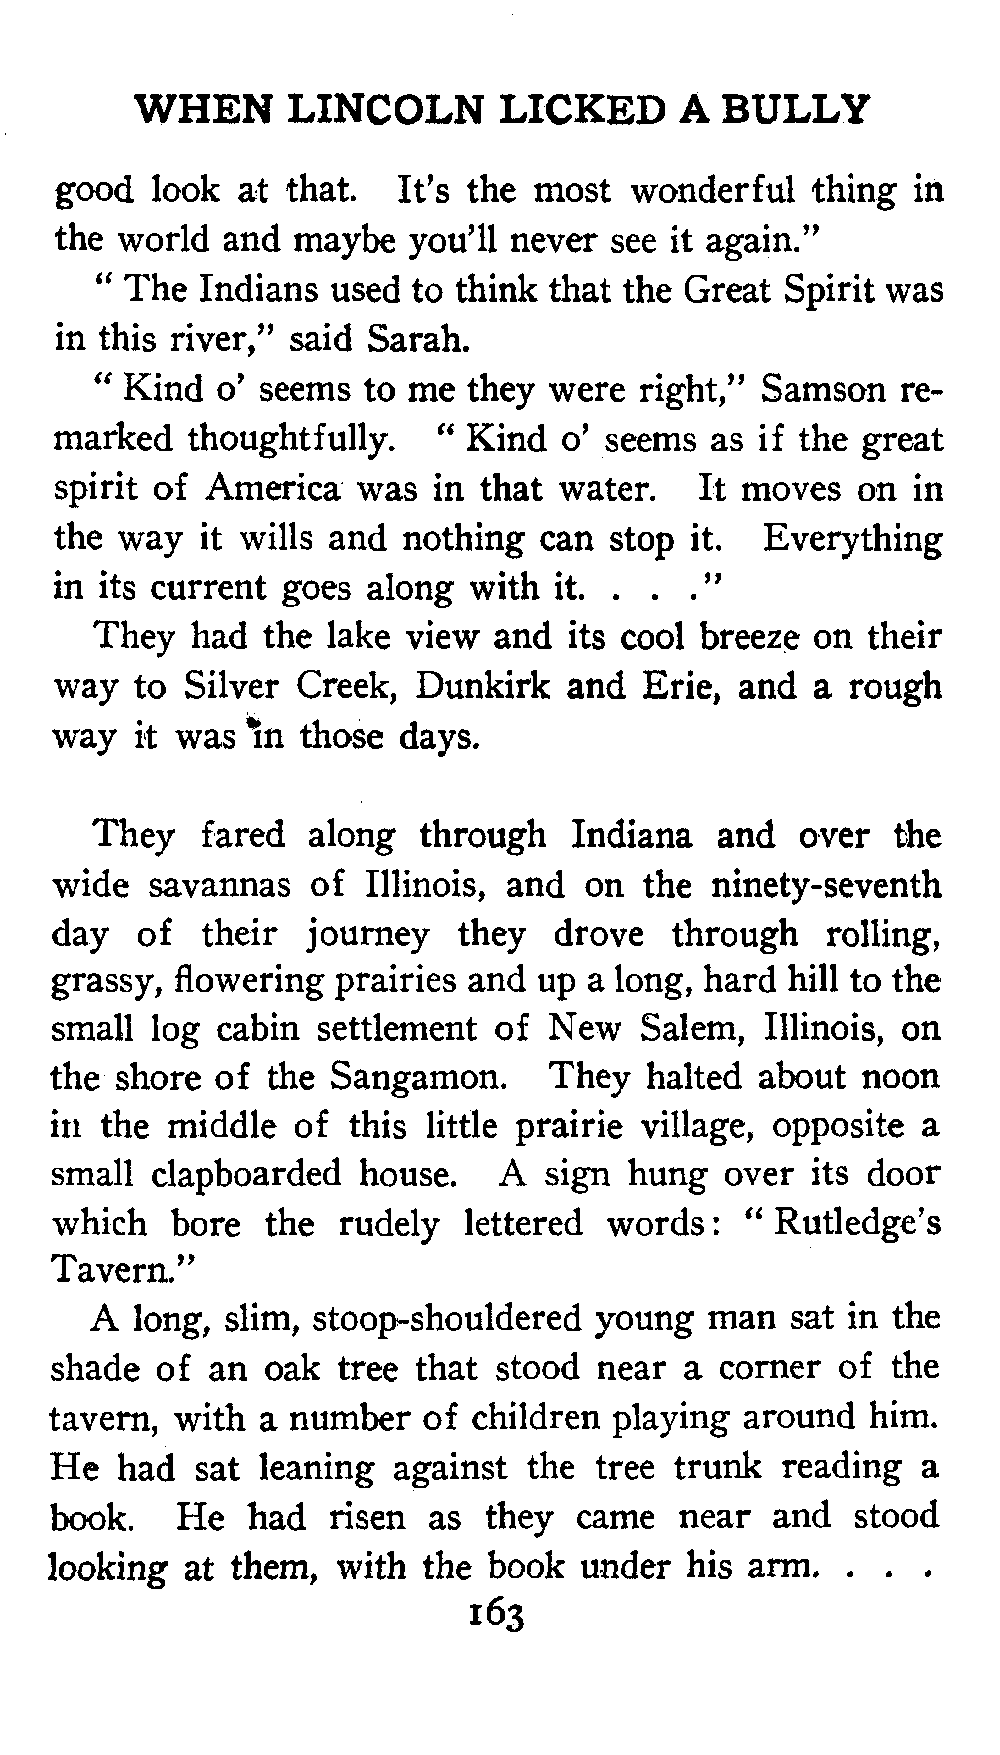 WHEN LINCOLN LICKED A BULLY
good look at that. It's the most wonderful thing in
the world and maybe you'll never see it again."
" The Indians used to think that the Great Spirit was
in this river," said Sarah.
" Kind o' seems to me they were right," Samson re-
marked thoughtfully. " Kind o' seems as if the great
spirit of America was in that water. It moves on in
the way it wills and nothing can stop it. Everything
in its current goes along with it. . . ."
They had the lake view and its cool breeze on their
way to Silver Creek, Dunkirk and Erie, and a rough
way it was in those days.
They fared along through Indiana and over the
wide savannas of Illinois, and on the ninety-seventh
day of their journey they drove through rolling,
grassy, flowering prairies and up a long, hard hill to the
small log cabin settlement of New Salem, Illinois, on
the shore of the Sangamon. They halted about noon
in the middle of this little prairie village, opposite a
small clapboarded house. A sign hung over its door
which bore the rudely lettered words: " Rutledge's
Tavern."
A long, slim, stoop-shouldered young man sat in the
shade of an oak tree that stood near a corner of the
tavern, with a number of children playing around him.
He had sat leaning against the tree trunk reading a
book. He had risen as they came near and stood
looking at them, with the book under his arm. . . .
163